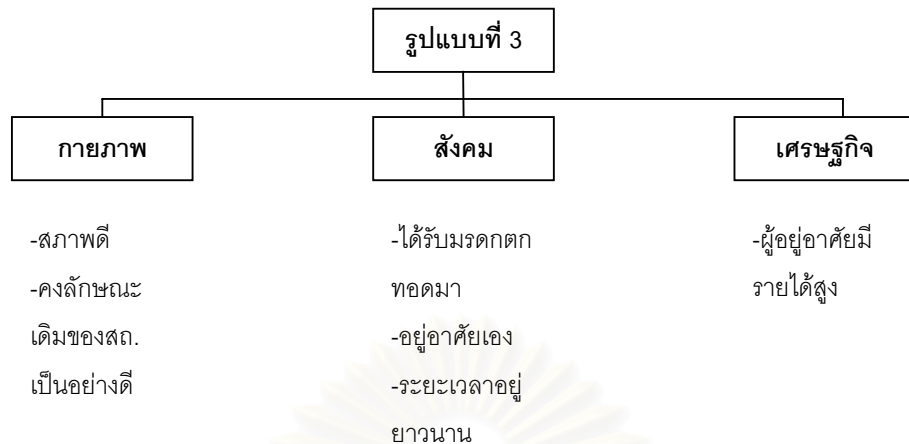 รูปแบบที่ 3
กายภาพ
สังคม
เศรษฐกิจ
-สภาพดี
-คงลักษณะ
เดิมของสถ.
เป็นอย่างดี
-ได้รับมรดกตก
ทอดมา
-อยู่อาศัยเอง
-ระยะเวลาอยู่
ยาวนาน
-ผู้อยู่อาศัยมี
รายได้สูง